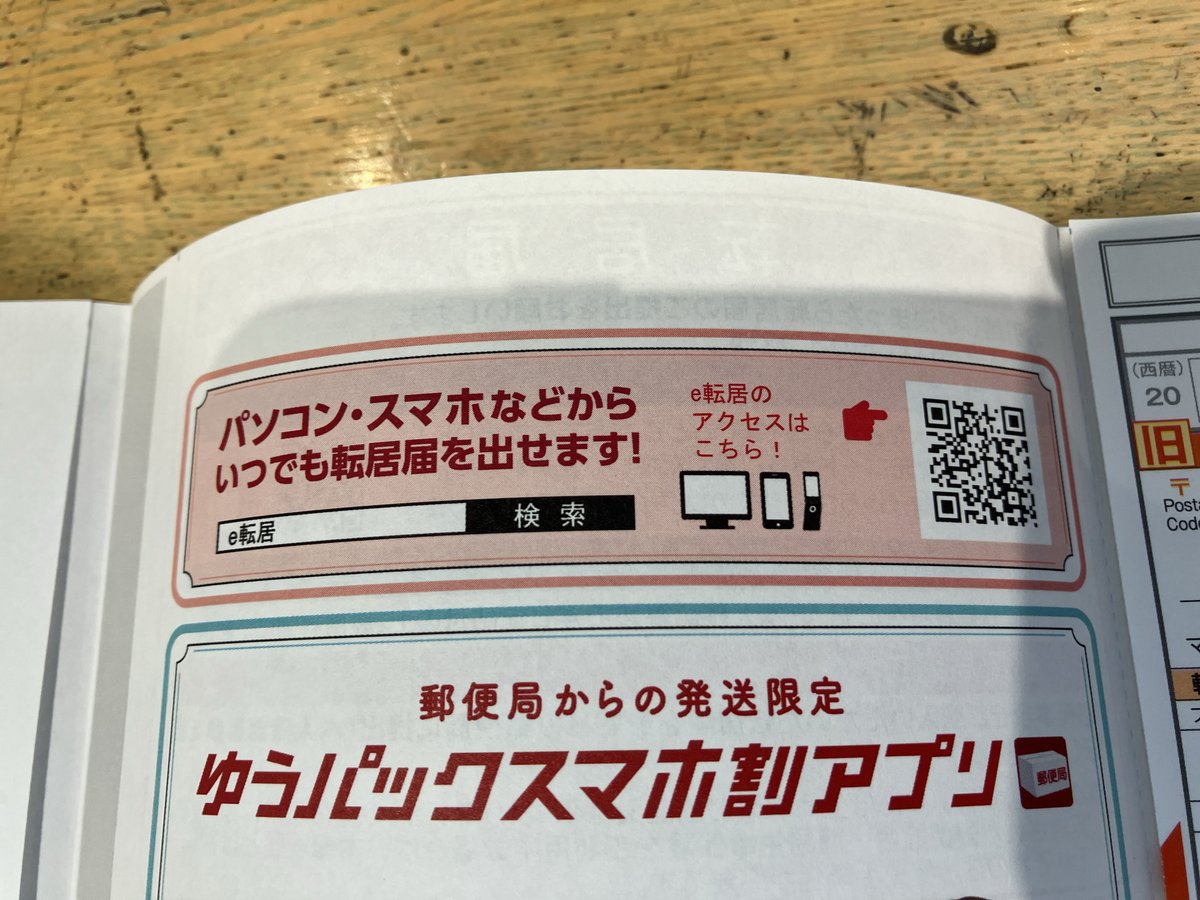 パソコン・スマホなどから
いつでも転居届を出せます!
e転居 検索
e転居の
アクセスは
こちら!
郵便局からの発送限定
ゆうパックスマホ割アプリ
郵便局
(西暦)
20
旧
〒